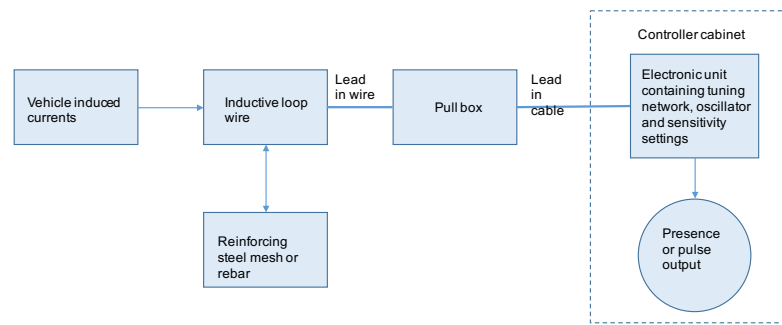 Controller cabinet
Vehicle induced
currents
Inductive loop
wire
Lead
in wire
Pull box
Lead
in
cable
Electronic unit
containing tuning
network, oscillator
and sensitivity
settings
Reinforcing
steel mesh or
rebar
Presence
or pulse
output